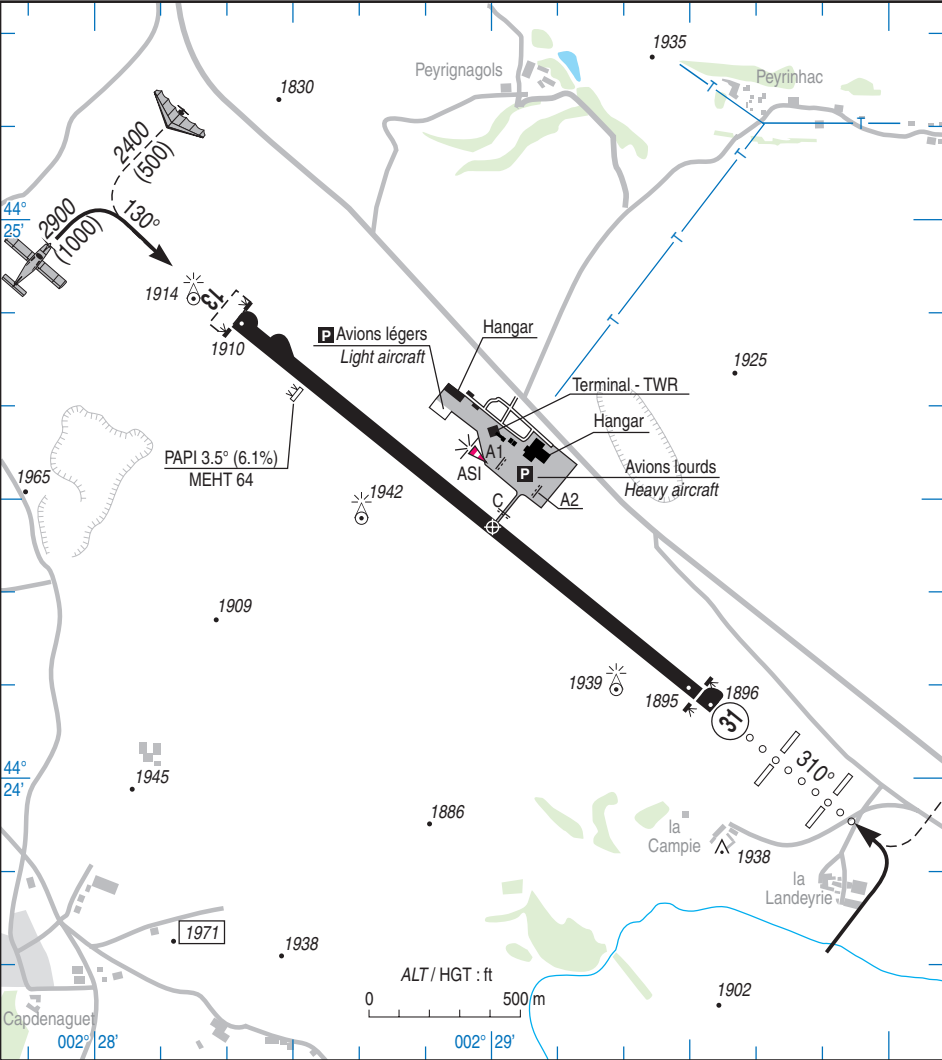 1935
Peyrignagols
Peyrinhac
1830
2400
(500)
44°
25'
2900
(1000)
130°
1914
13
1910
P Avions légers
Light aircraft
Hangar
1925
Terminal - TWR
Hangar
PAPI 3.5° (6.1%)
MEHT 64
A1
ASI
P
Avions lourds
Heavy aircraft
1965
1942
C
A2
1909
1939
1895
1896
31
310°
44°
24'
1945
1886
la
Campie
1938
la
Landeyrie
1971
1938
ALT / HGT : ft
0
500 m
1902
Capdenaguet
002° 28'
002° 29'
T
T
T
T
T